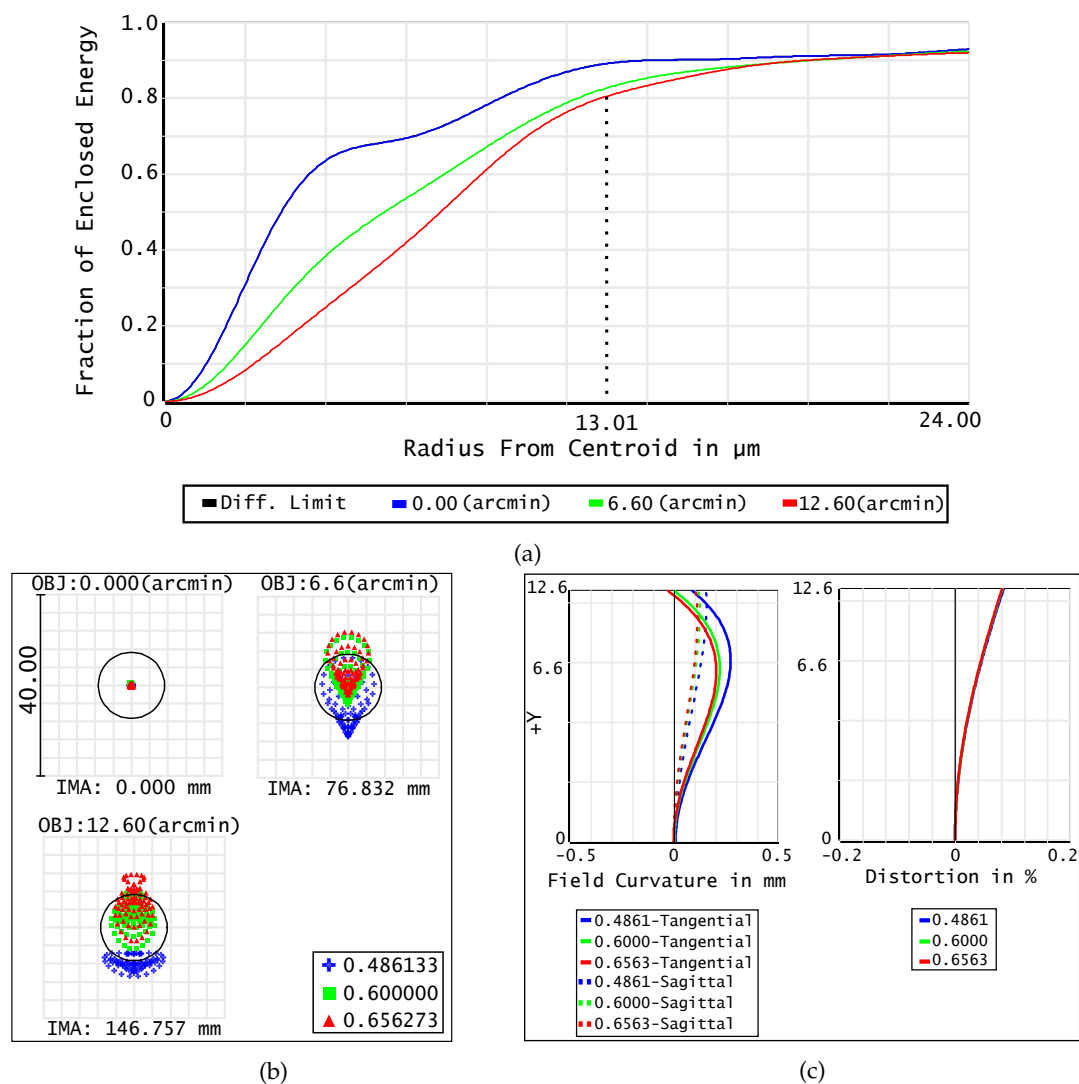 1.0
0.8
0.6
0.4
0.2
0
Fraction of Enclosed Energy
0
13.01
24.00
Radius From Centroid in µm
Diff. Limit
0.00 (arcmin)
6.60 (arcmin)
12.60(arcmin)
(a)
OBJ:0.000(arcmin)
OBJ:6.6(arcmin)
40.00
IMA: 0.000 mm
IMA: 76.832 mm
OBJ:12.60(arcmin)
IMA: 146.757 mm
0.486133
0.600000
0.656273
(b)
12.6
6.6
0
+Y
-0.5
0
0.5
Field Curvature in mm
0.4861-Tangential
0.6000-Tangential
0.6563-Tangential
0.4861-Sagittal
0.6000-Sagittal
0.6563-Sagittal
12.6
6.6
0
-0.2
0
0.2
Distortion in %
0.4861
0.6000
0.6563
(c)